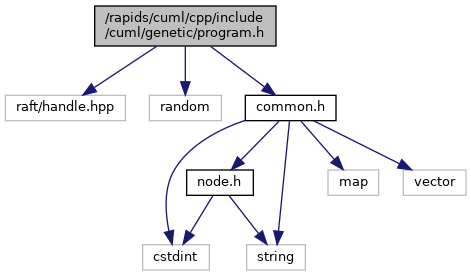 /rapids/cuml/cpp/include
/cuml/genetic/program.h
raft/handle.hpp
random
common.h
node.h
map
vector
cstdint
string